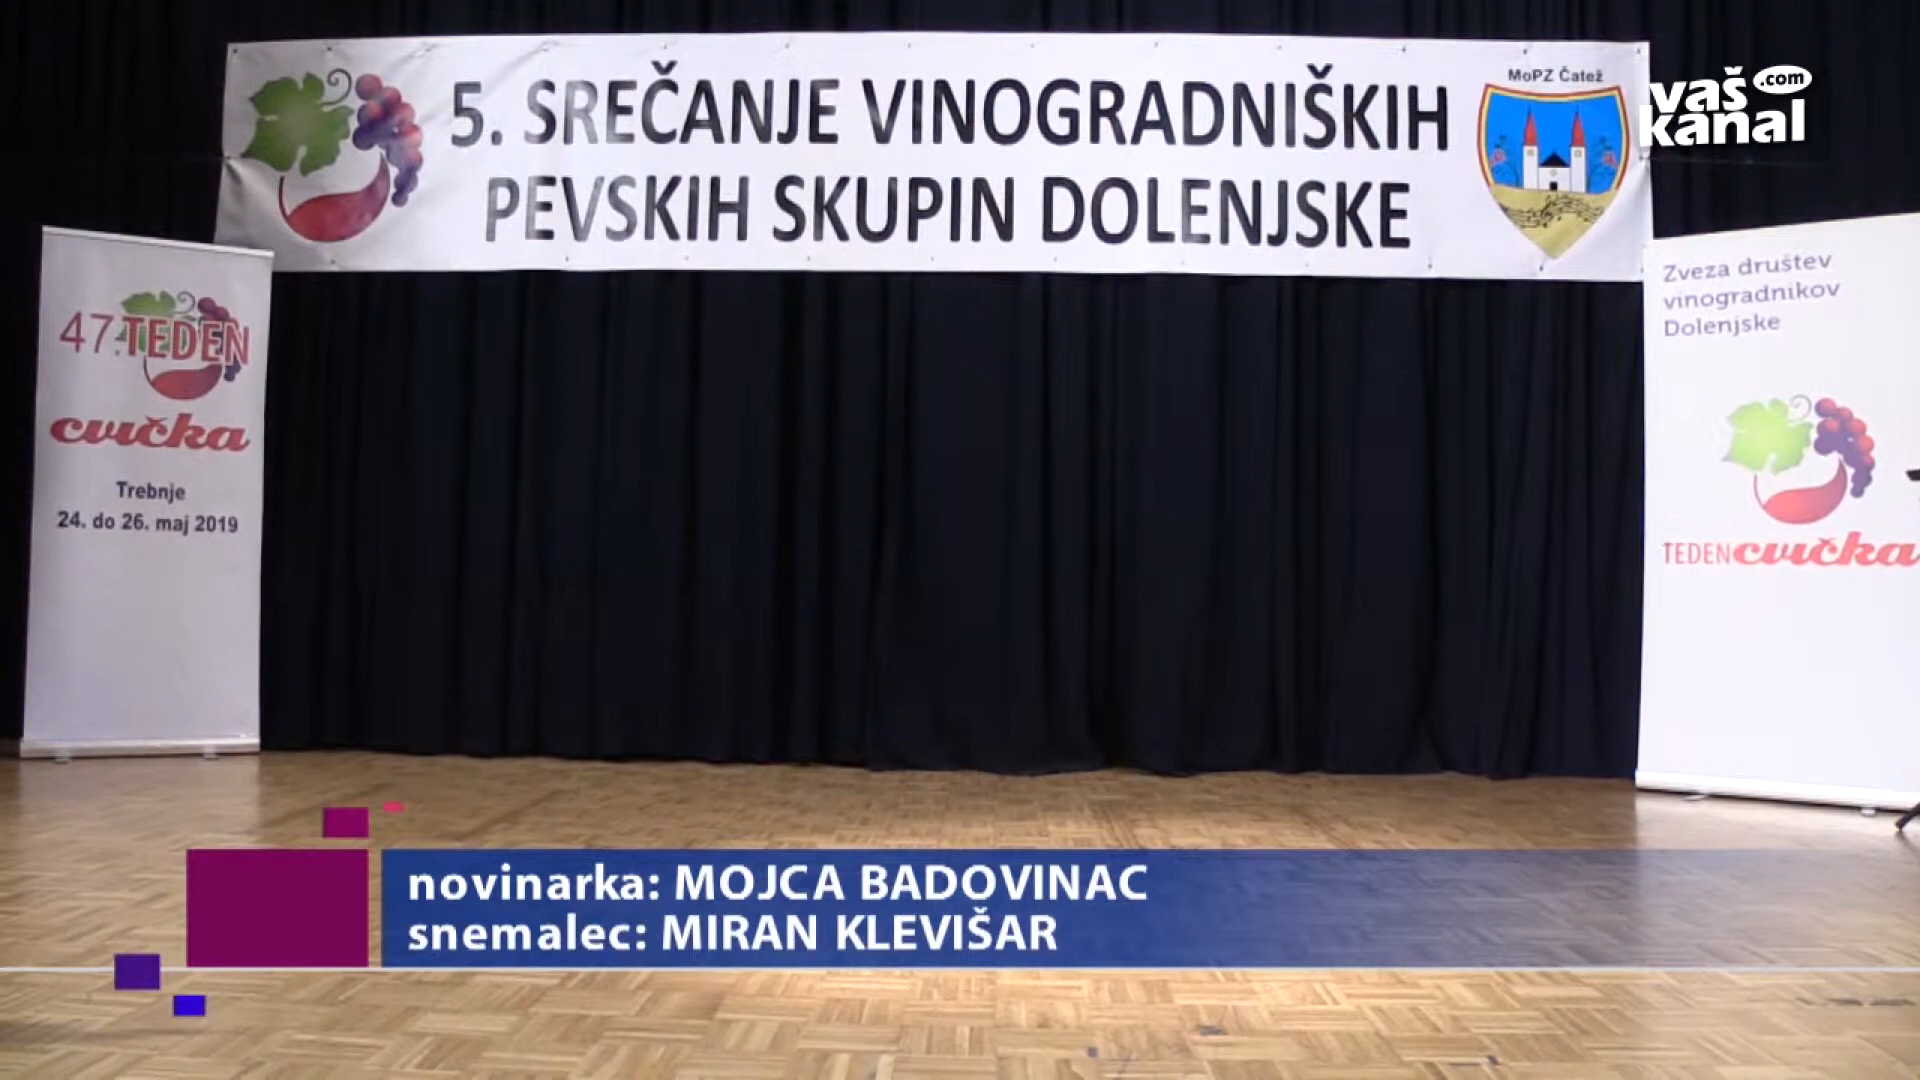 5. SREČANJE VINOGRADNIŠKIH
PEVSKIH SKUPIN DOLENJSKE
MoPZ Čatež
vaš.com
kanal
47. TEDEN
cvička
Trebnje
24. do 26. maj 2019
Zveza društev
vinogradnikov
Dolenjske
TEDEN cvička
novinarka: MOJCA BADOVINAC
snemalec: MIRAN KLEVIŠAR